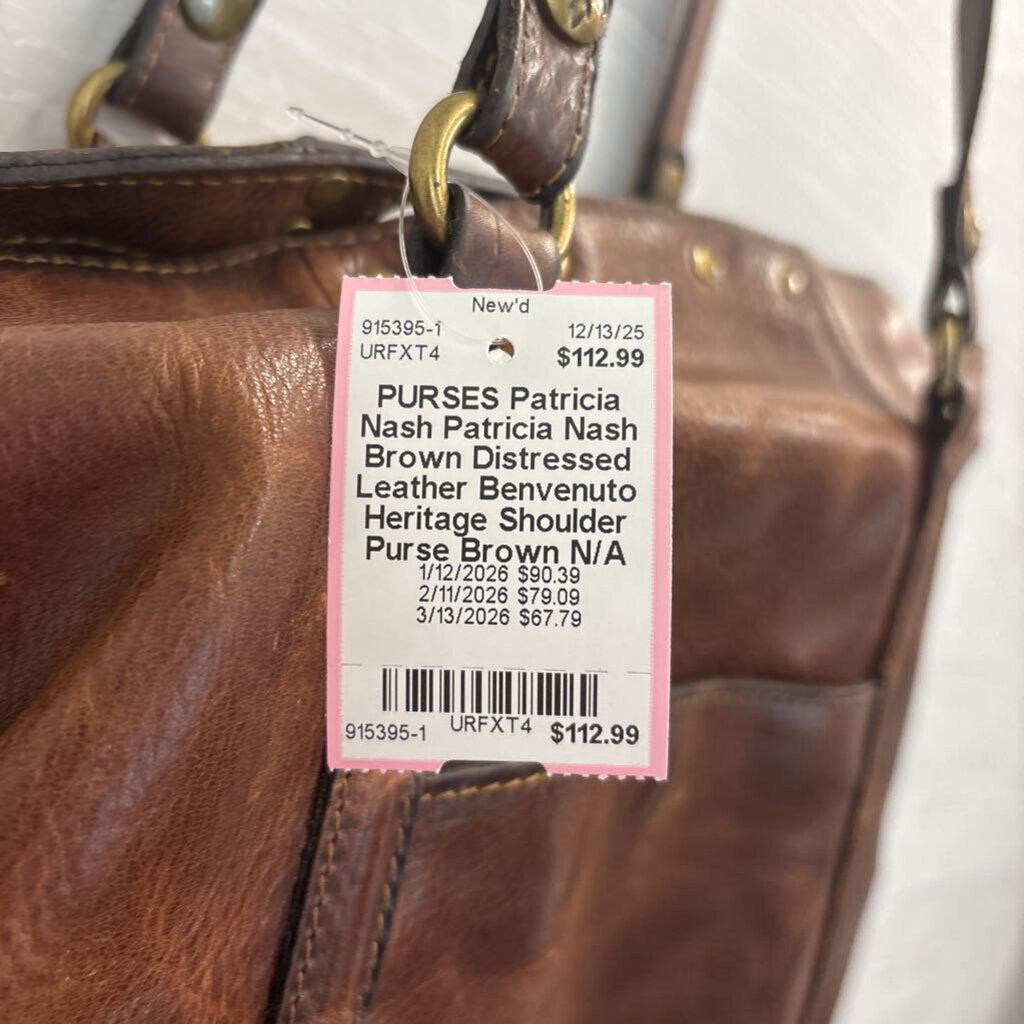 New'd
915395-1 12/13/25
URFXT4 $112.99
PURSES Patricia
Nash Patricia Nash
Brown Distressed
Leather Benvenuto
Heritage Shoulder
Purse Brown N/A
1/12/2026 $90.39
2/11/2026 $79.09
3/13/2026 $67.79
915395-1 URFXT4 $112.99